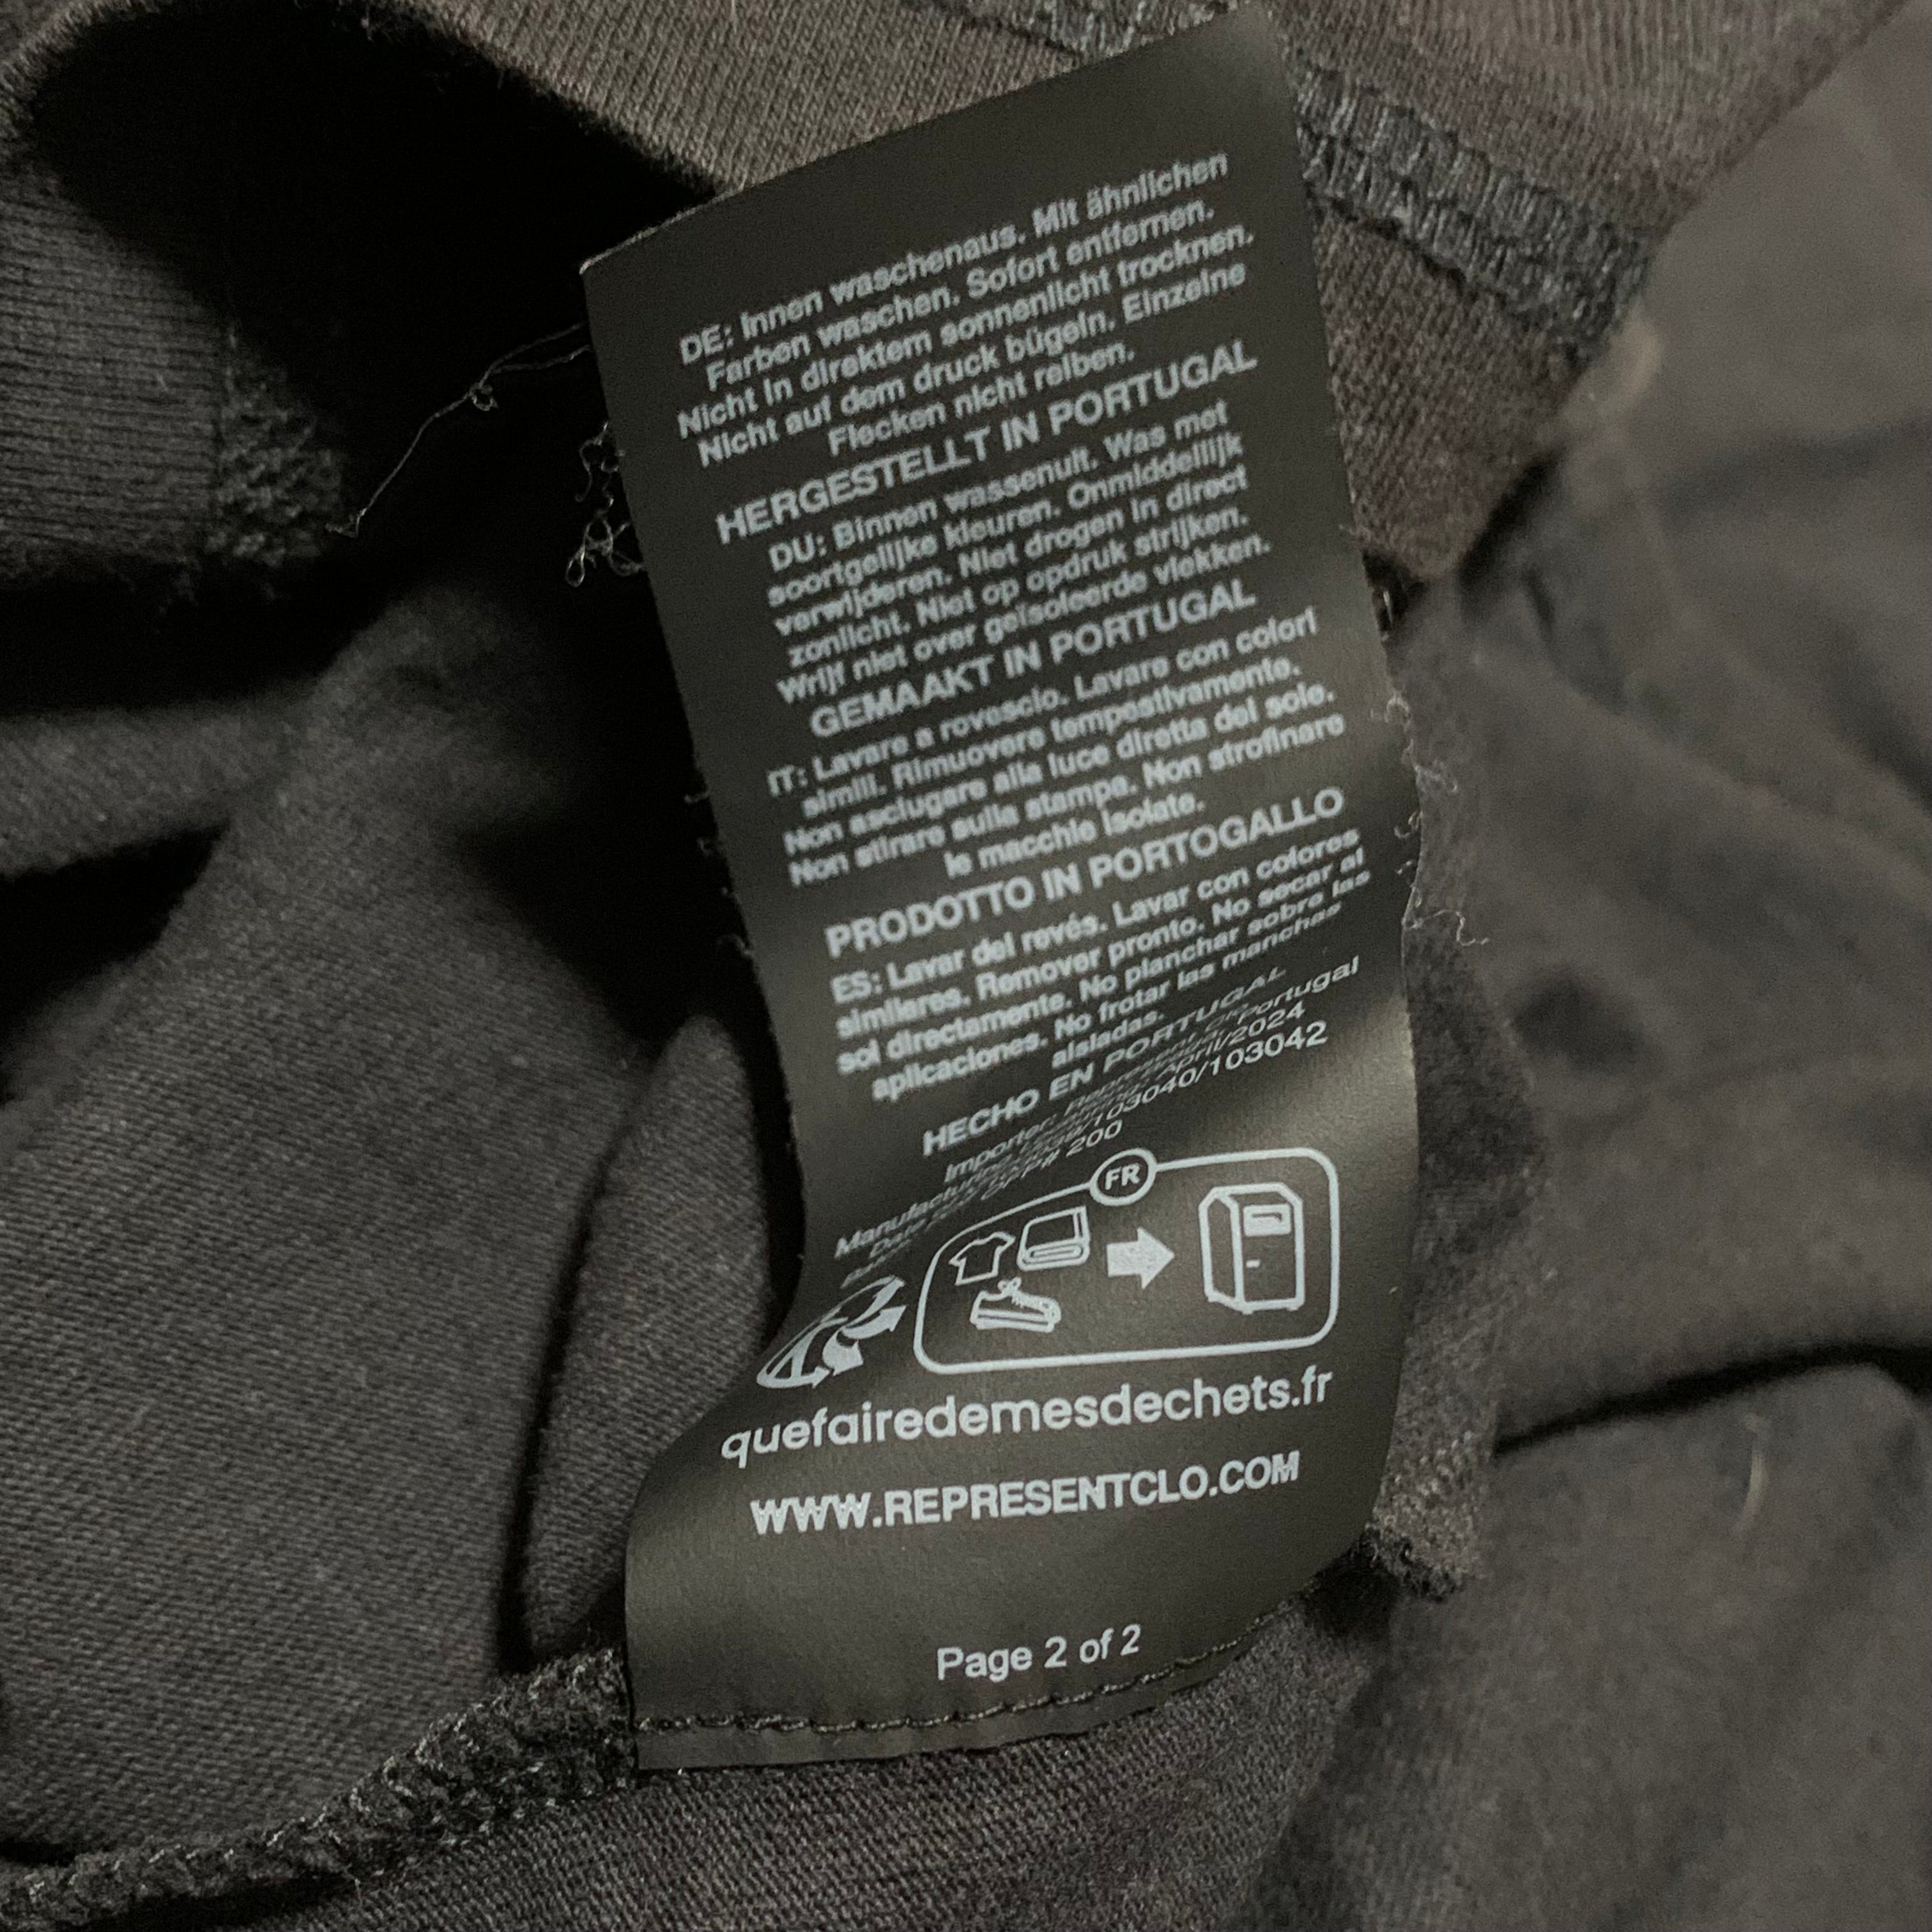 DE: Innen waschenaus. Mit ähnlichen
Farben waschen. Sofort entfernen.
Nicht in direktem sonnenlicht trocknen.
Nicht auf dem druck bügeln. Einzelne
Flecken nicht reiben.
HERGESTELLT IN PORTUGAL
DU: Binnen wassenuit. Was met
soortgelijke kleuren. Onmiddellijk
verwijderen. Niet drogen in direct
zonlicht. Niet op opdruk strijken.
Wrijf niet over geïsoleerde vlekken.
GEMAAKT IN PORTUGAL
IT: Lavare a rovescio. Lavare con colori
simili. Rimuovere tempestivamente.
Non asciugare alla luce diretta del sole.
Non stirare sulla stampa. Non strofinare
le macchie isolate.
PRODOTTO IN PORTOGALLO
ES: Lavar del revés. Lavar con colores
similares. Remover pronto. No secar al
sol directamente. No planchar sobre las
aplicaciones. No frotar las manchas
aisladas.
HECHO EN PORTUGAL
Importer: Portugal
Manufacturing April/2024
/103040/103042
200
FR
quefairedemesdechets.fr
WWW.REPRESENTCLO.COM
Page 2 of 2